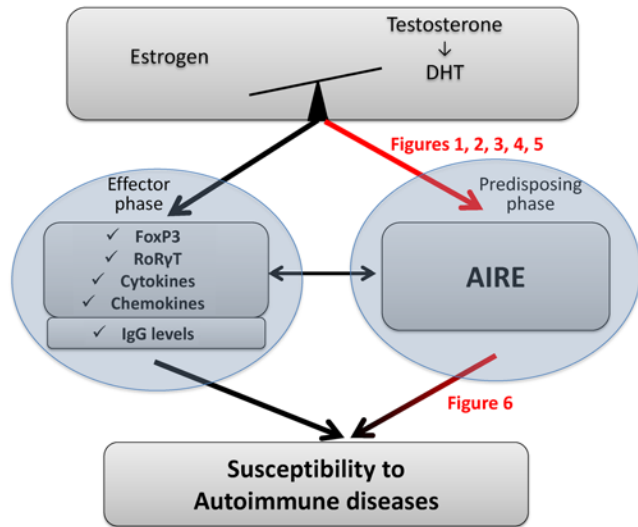 Estrogen
Testosterone
↓
DHT
Figures 1, 2, 3, 4, 5
Effector
phase
✓ FoxP3
✓ RoRyT
✓ Cytokines
✓ Chemokines
✓ IgG levels
Predisposing
phase
AIRE
Figure 6
Susceptibility to
Autoimmune diseases